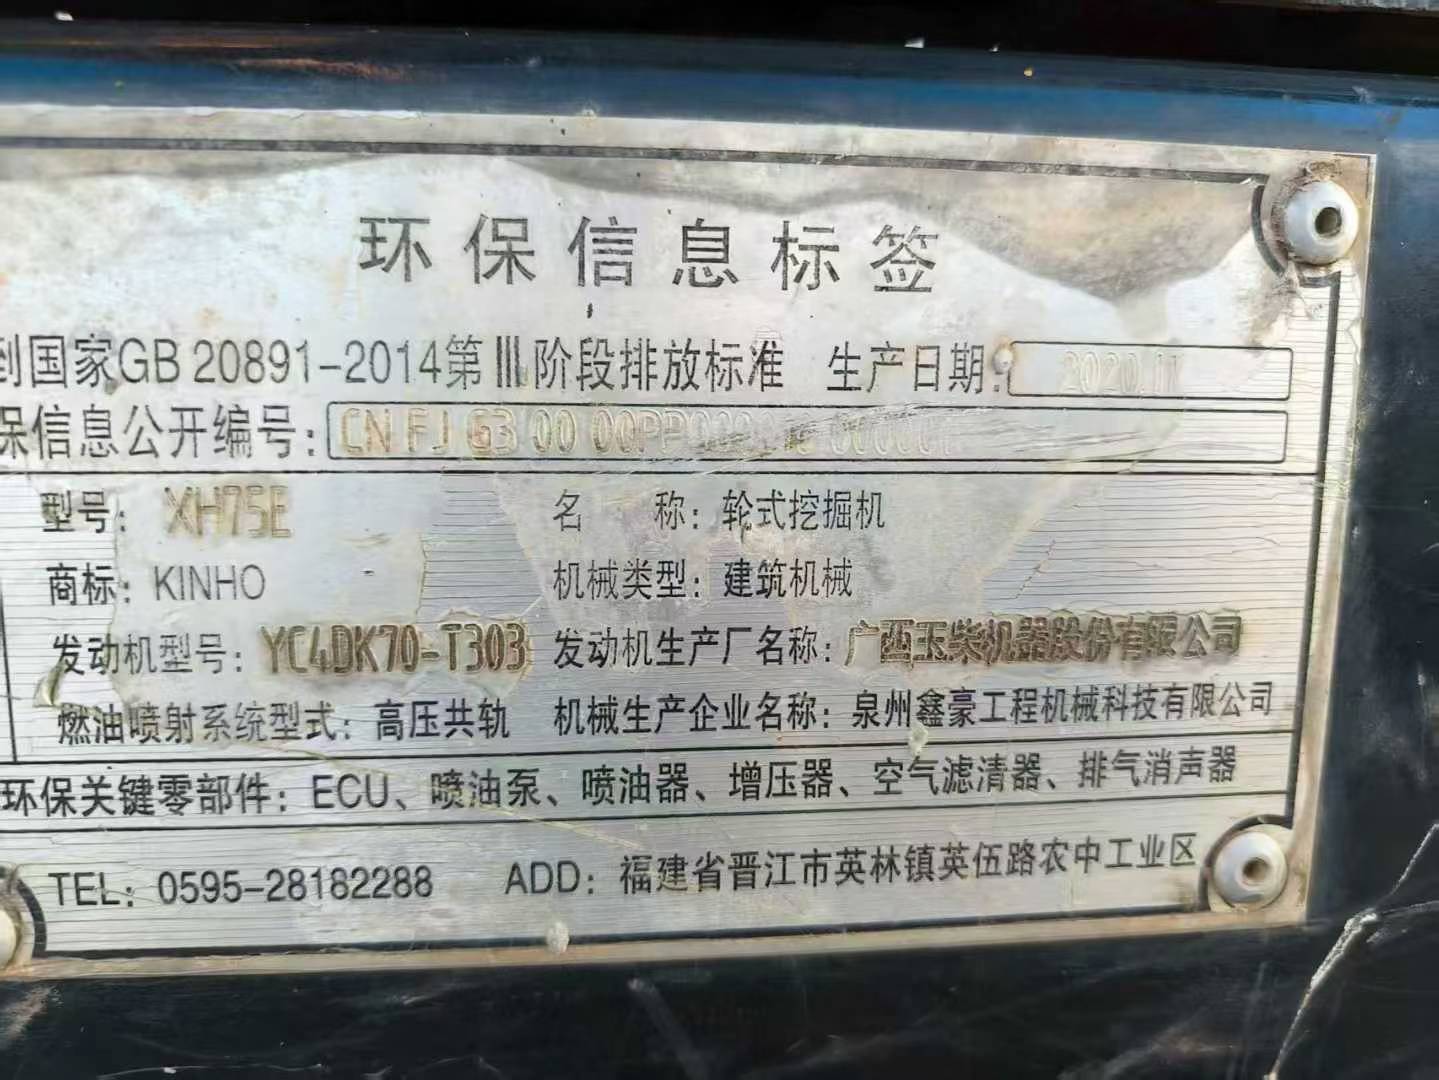 环保信息标签
到国家GB 20891-2014第Ⅲ阶段排放标准 生产日期: 2020.11
保信息公开编号: CN FJ G3 00 00PP000
型号: XH75E 名 称: 轮式挖掘机
商标: KINHO 机械类型: 建筑机械
发动机型号: YC4DK70-T303 发动机生产厂名称: 广西玉柴机器股份有限公司
燃油喷射系统型式: 高压共轨 机械生产企业名称: 泉州鑫豪工程机械科技有限公司
环保关键零部件: ECU、喷油泵、喷油器、增压器、空气滤清器、排气消声器
TEL: 0595-28182288 ADD: 福建省晋江市英林镇英伍路农中工业区